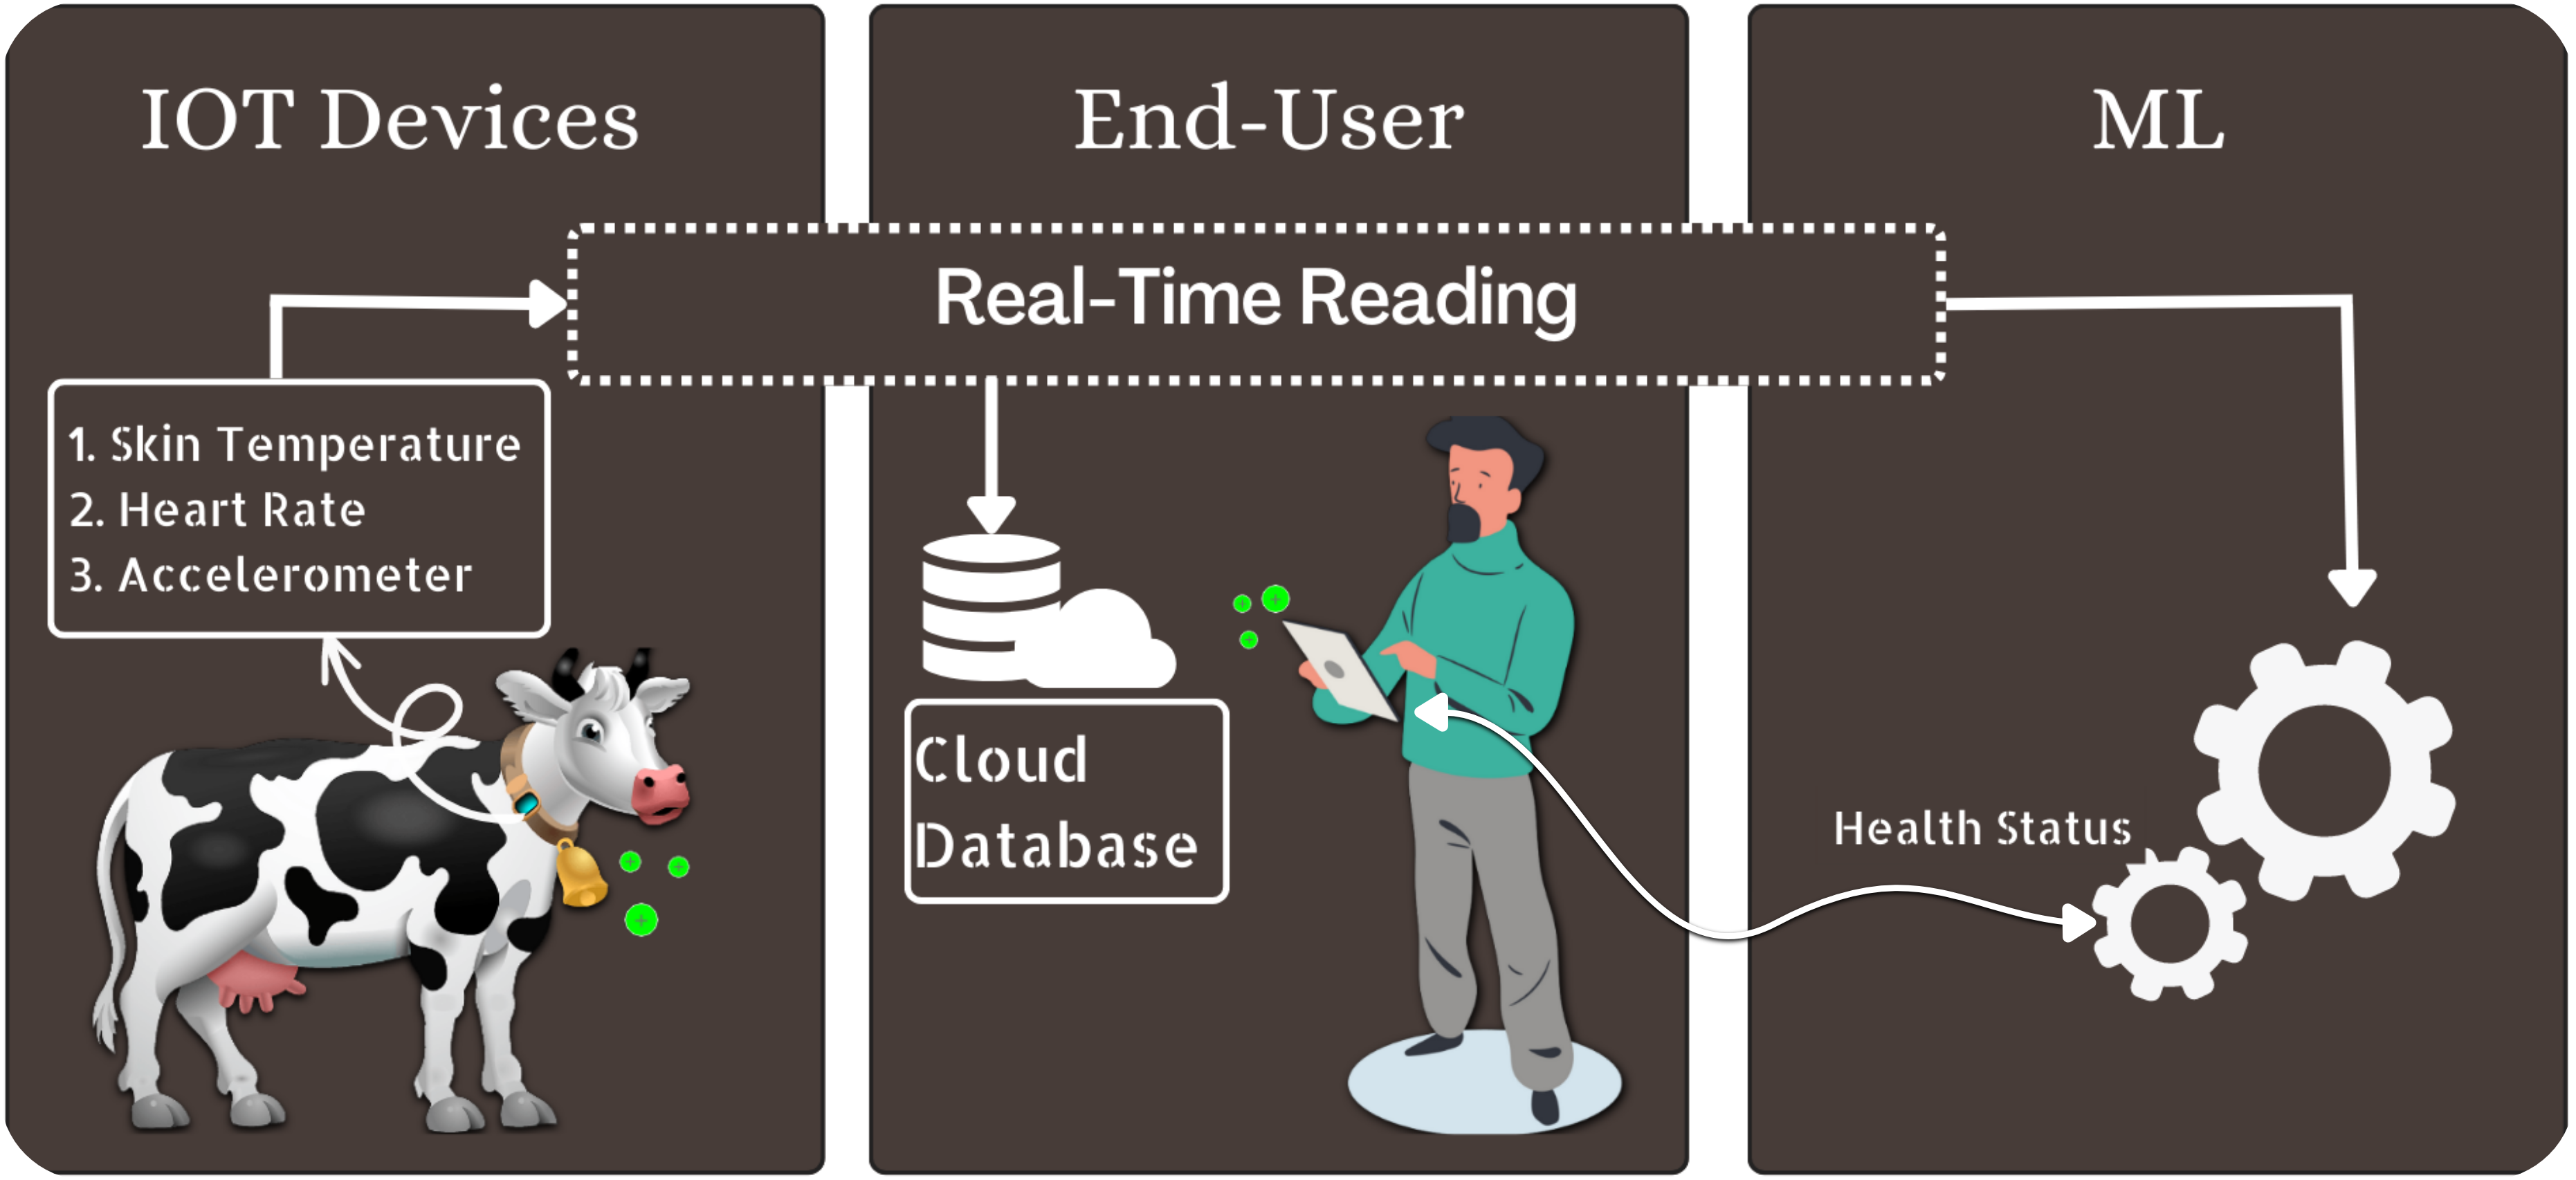 IOT Devices
End-User
ML
Real-Time Reading
1. Skin Temperature
2. Heart Rate
3. Accelerometer
Cloud
Database
Health Status